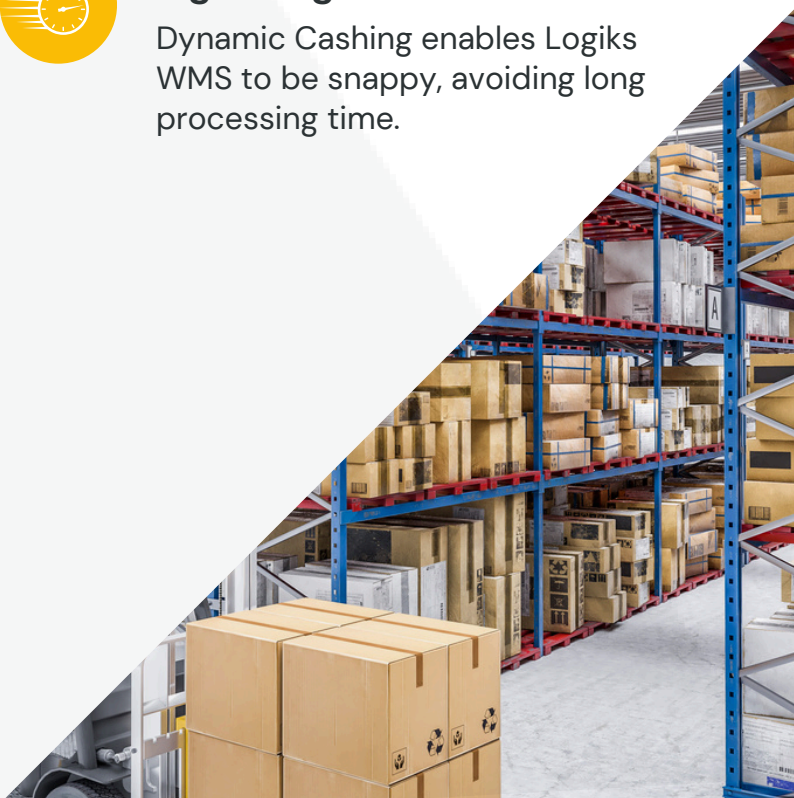 Dynamic Cashing enables Logiks
WMS to be snappy, avoiding long
processing time.
A